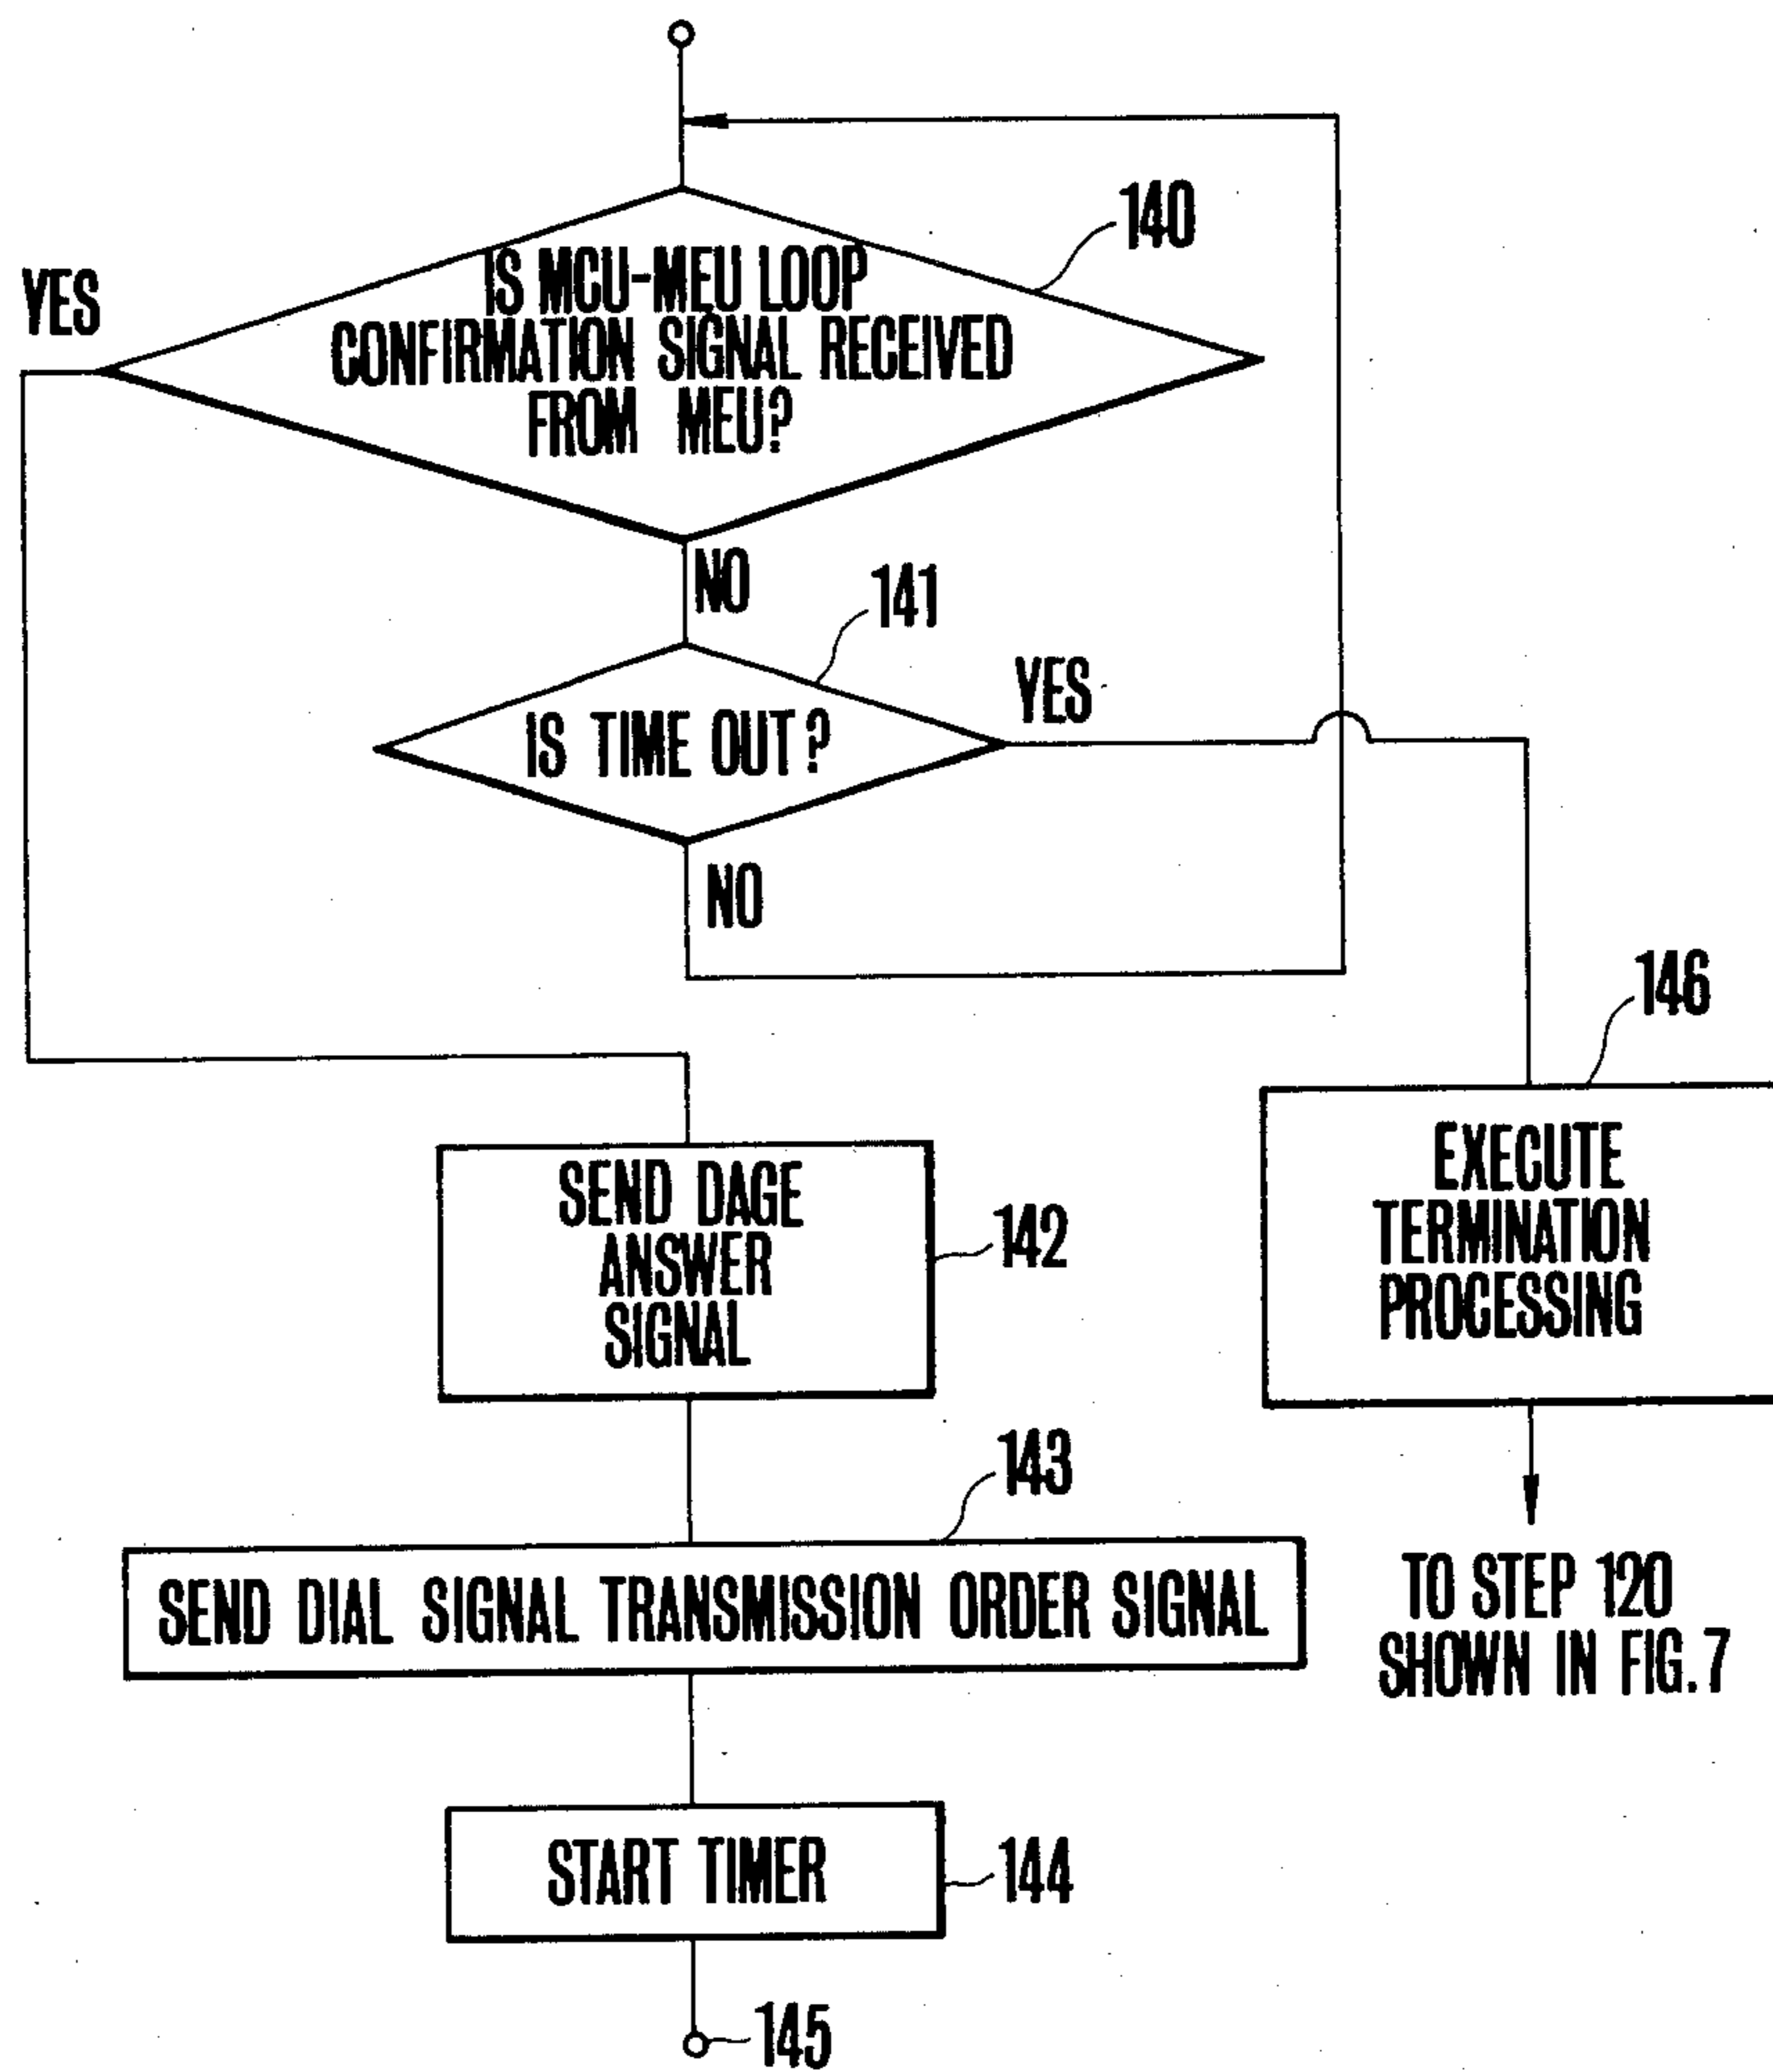 140
IS MCU-MEU LOOP
CONFIRMATION SIGNAL RECEIVED
FROM MEU?
YES
NO
141
IS TIME OUT?
YES
NO
146
EXECUTE
TERMINATION
PROCESSING
SEND DAGE
ANSWER
SIGNAL
142
143
SEND DIAL SIGNAL TRANSMISSION ORDER SIGNAL
TO STEP 120
SHOWN IN FIG.7
START TIMER
144
145